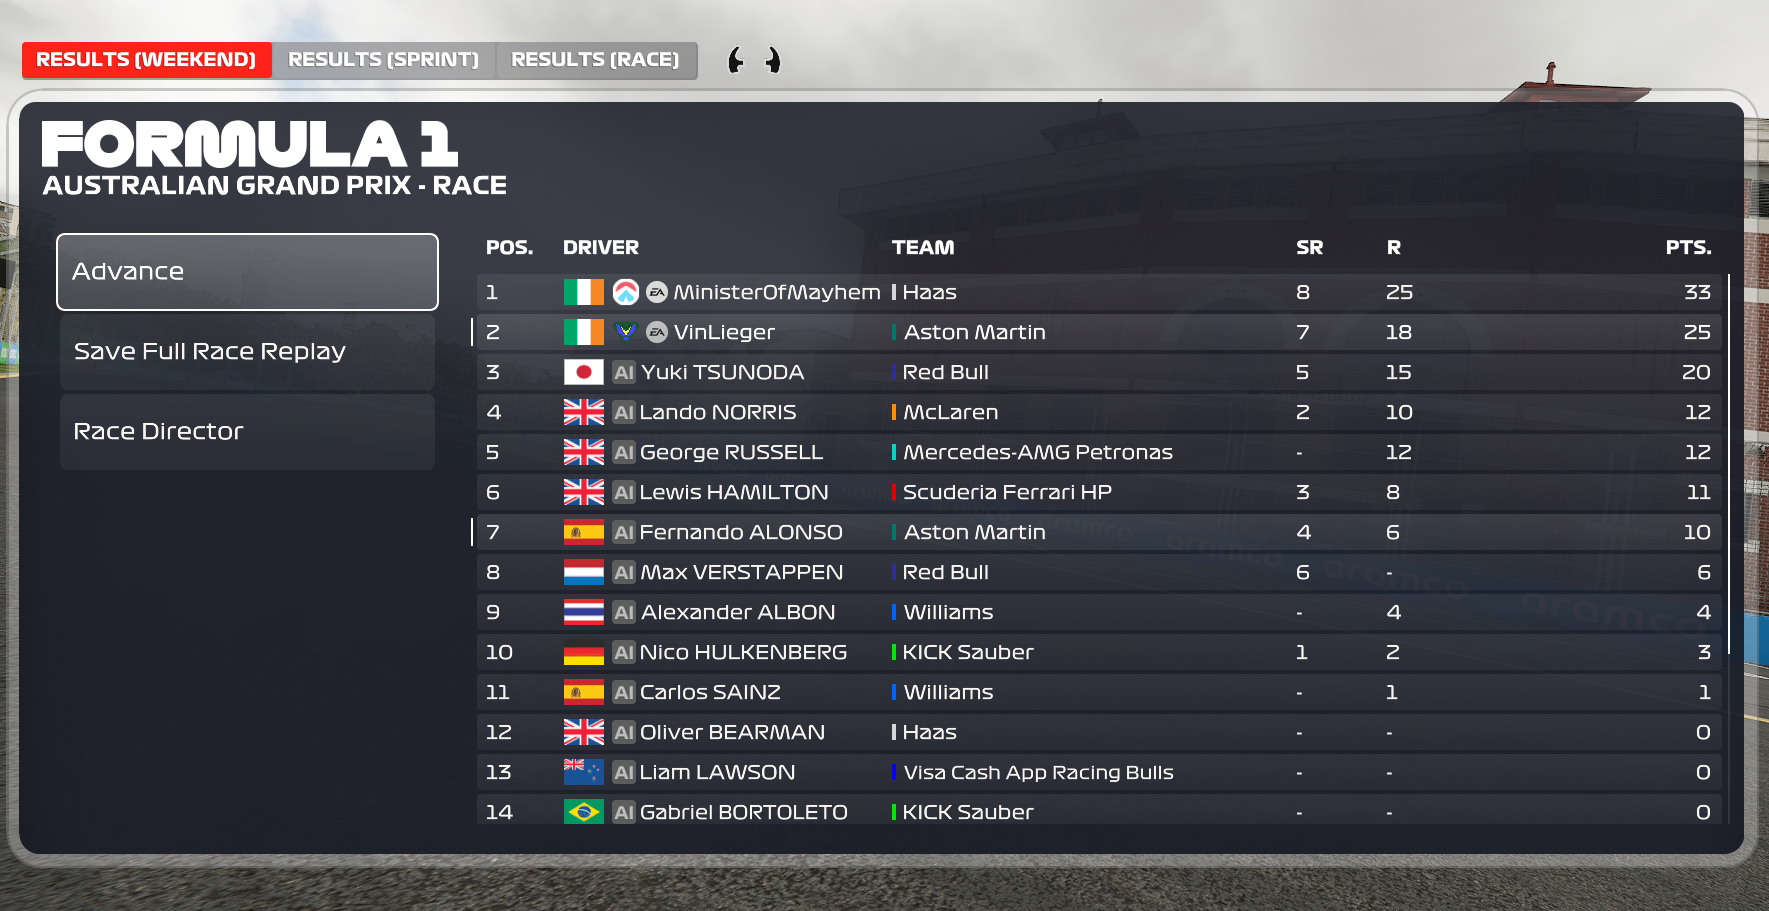 RESULTS (WEEKEND) RESULTS (SPRINT) RESULTS (RACE)
FORMULA 1
AUSTRALIAN GRAND PRIX - RACE
Advance
Save Full Race Replay
Race Director
POS. DRIVER TEAM SR R PTS.
1 EA MinisterOfMayhem Haas 8 25 33
2 EA VinLieger Aston Martin 7 18 25
3 AI Yuki TSUNODA Red Bull 5 15 20
4 AI Lando NORRIS McLaren 2 10 12
5 AI George RUSSELL Mercedes-AMG Petronas - 12 12
6 AI Lewis HAMILTON Scuderia Ferrari HP 3 8 11
7 AI Fernando ALONSO Aston Martin 4 6 10
8 AI Max VERSTAPPEN Red Bull 6 - 6
9 AI Alexander ALBON Williams - 4 4
10 AI Nico HULKENBERG KICK Sauber 1 2 3
11 AI Carlos SAINZ Williams - 1 1
12 AI Oliver BEARMAN Haas - - 0
13 AI Liam LAWSON Visa Cash App Racing Bulls - - 0
14 AI Gabriel BORTOLETO KICK Sauber - - 0
aramco aramco aramco aramco